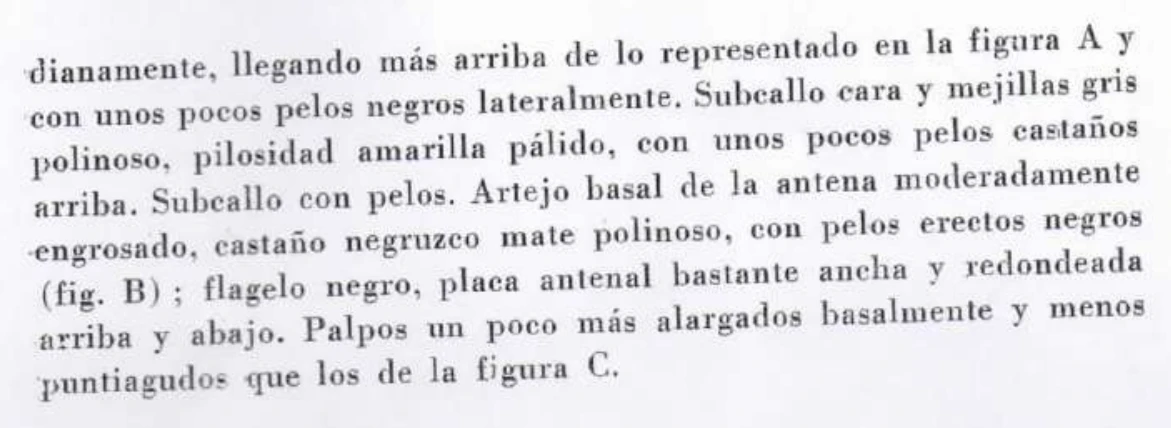 dianamente, llegando más arriba de lo representado en la figura A y
con unos pocos pelos negros lateralmente. Subcallo cara y mejillas gris
polinoso, pilosidad amarilla pálido, con unos pocos pelos castaños
arriba. Subcallo con pelos. Artejo basal de la antena moderadamente
engrosado, castaño negruzco mate polinoso, con pelos erectos negros
(fig. B) ; flagelo negro, placa antenal bastante ancha y redondeada
arriba y abajo. Palpos un poco más alargados basalmente y menos
puntiagudos que los de la figura C.